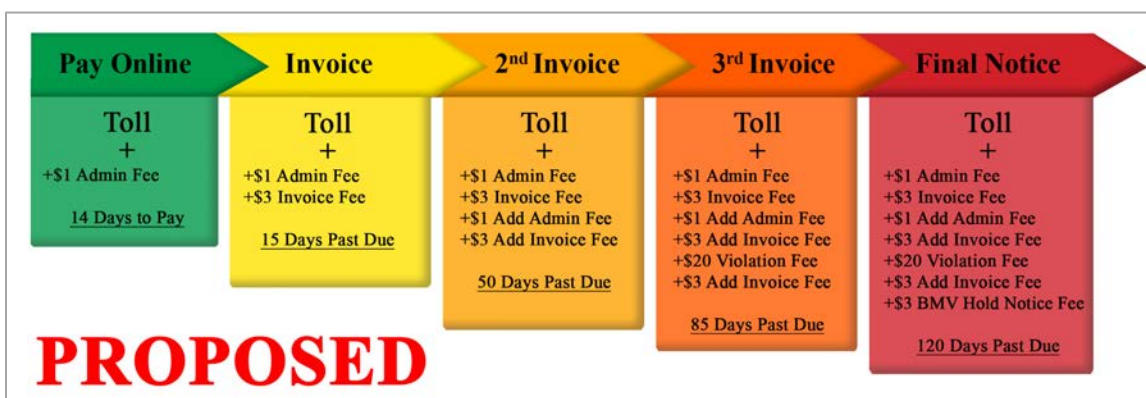 Pay Online
Toll
+
+$1 Admin Fee
14 Days to Pay
Invoice
Toll
+
+$1 Admin Fee
+$3 Invoice Fee
15 Days Past Due
2nd Invoice
Toll
+
+$1 Admin Fee
+$3 Invoice Fee
+$1 Add Admin Fee
+$3 Add Invoice Fee
50 Days Past Due
3rd Invoice
Toll
+
+$1 Admin Fee
+$3 Invoice Fee
+$1 Add Admin Fee
+$3 Add Invoice Fee
+$20 Violation Fee
+$3 Add Invoice Fee
85 Days Past Due
Final Notice
Toll
+
+$1 Admin Fee
+$3 Invoice Fee
+$1 Add Admin Fee
+$3 Add Invoice Fee
+$20 Violation Fee
+$3 Add Invoice Fee
+$3 BMV Hold Notice Fee
120 Days Past Due
PROPOSED